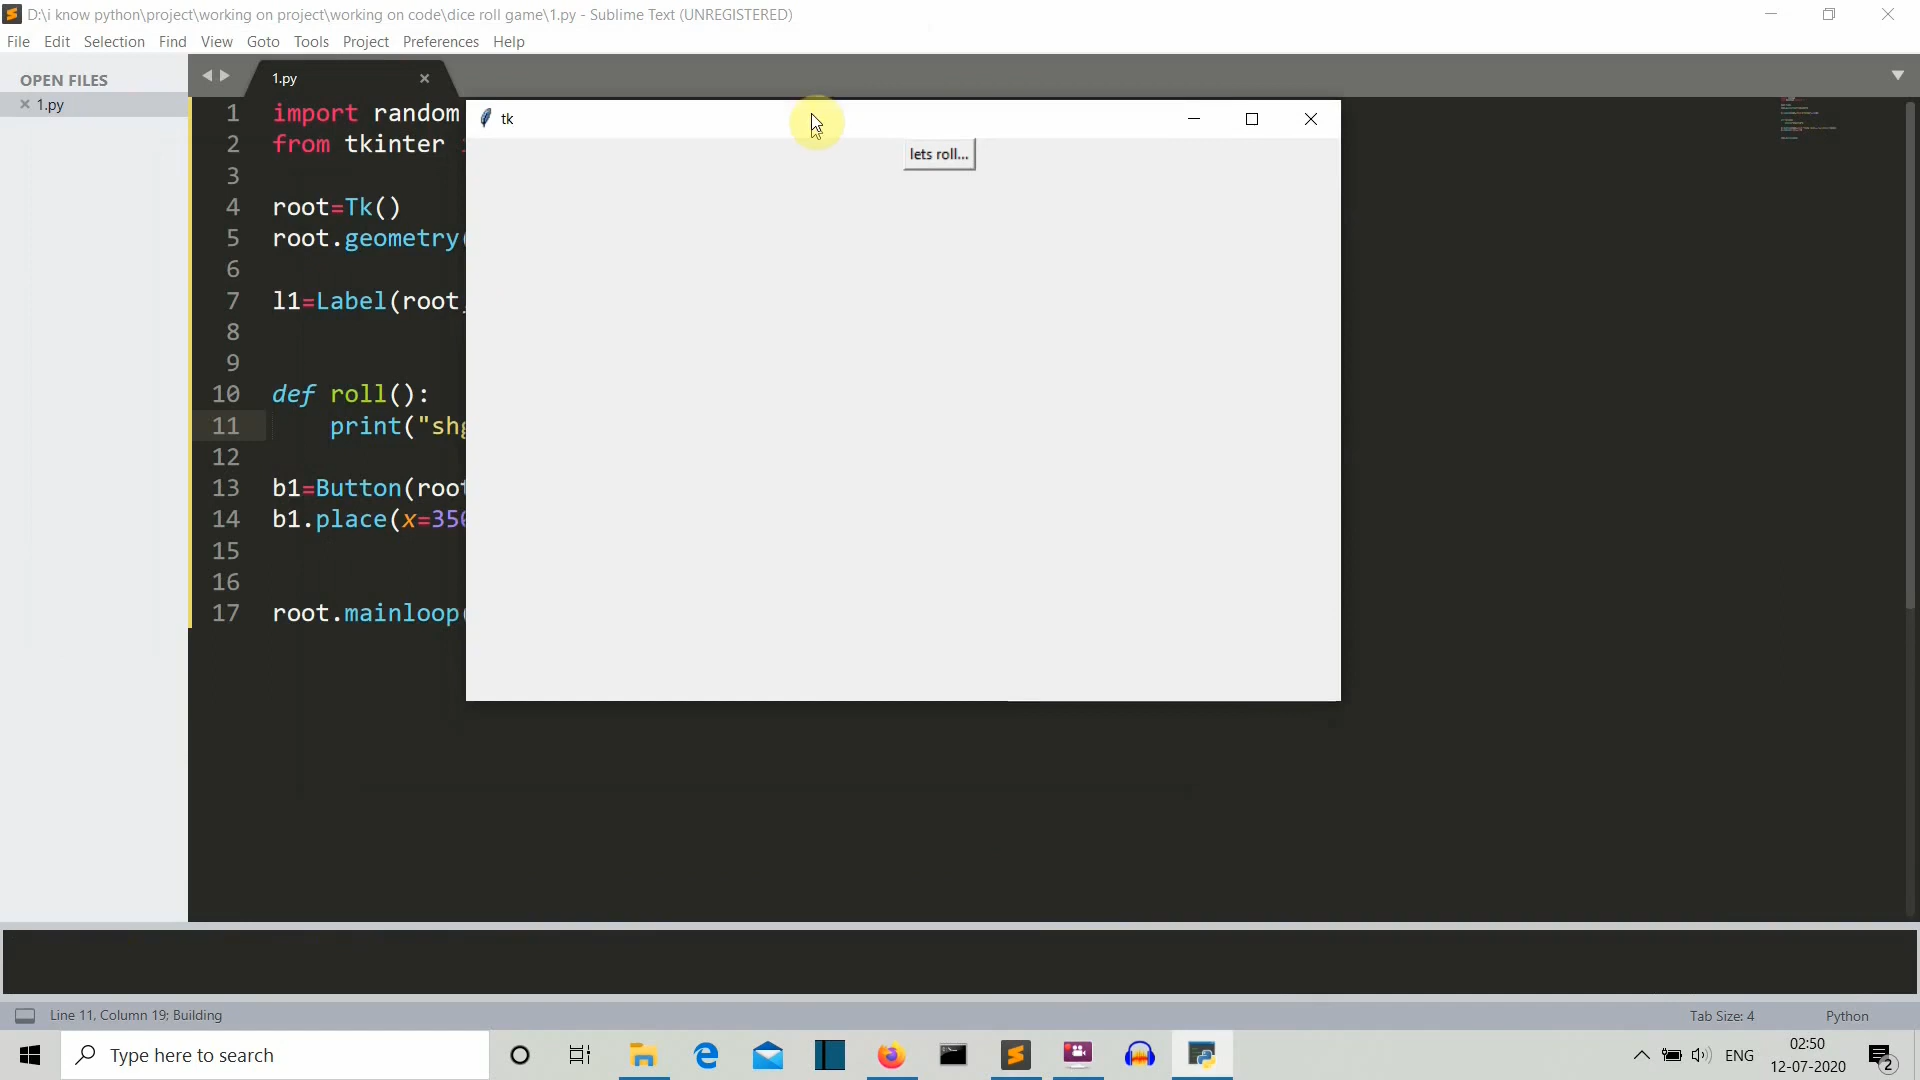 D:\i know python\project\working on project\working on code\dice roll game\1.py - Sublime Text (UNREGISTERED)
File Edit Selection Find View Goto Tools Project Preferences Help
OPEN FILES
1.py
1.py
tk
lets roll...
1 import random
2 from tkinter
3
4 root=Tk()
5 root.geometry(
6
7 l1=Label(root
8
9
10 def roll():
11 print("shg
12
13 b1=Button(root
14 b1.place(x=350
15
16
17 root.mainloop(
Line 11, Column 19; Building
Tab Size: 4
Python
Type here to search
ENG
02:50
12-07-2020
2